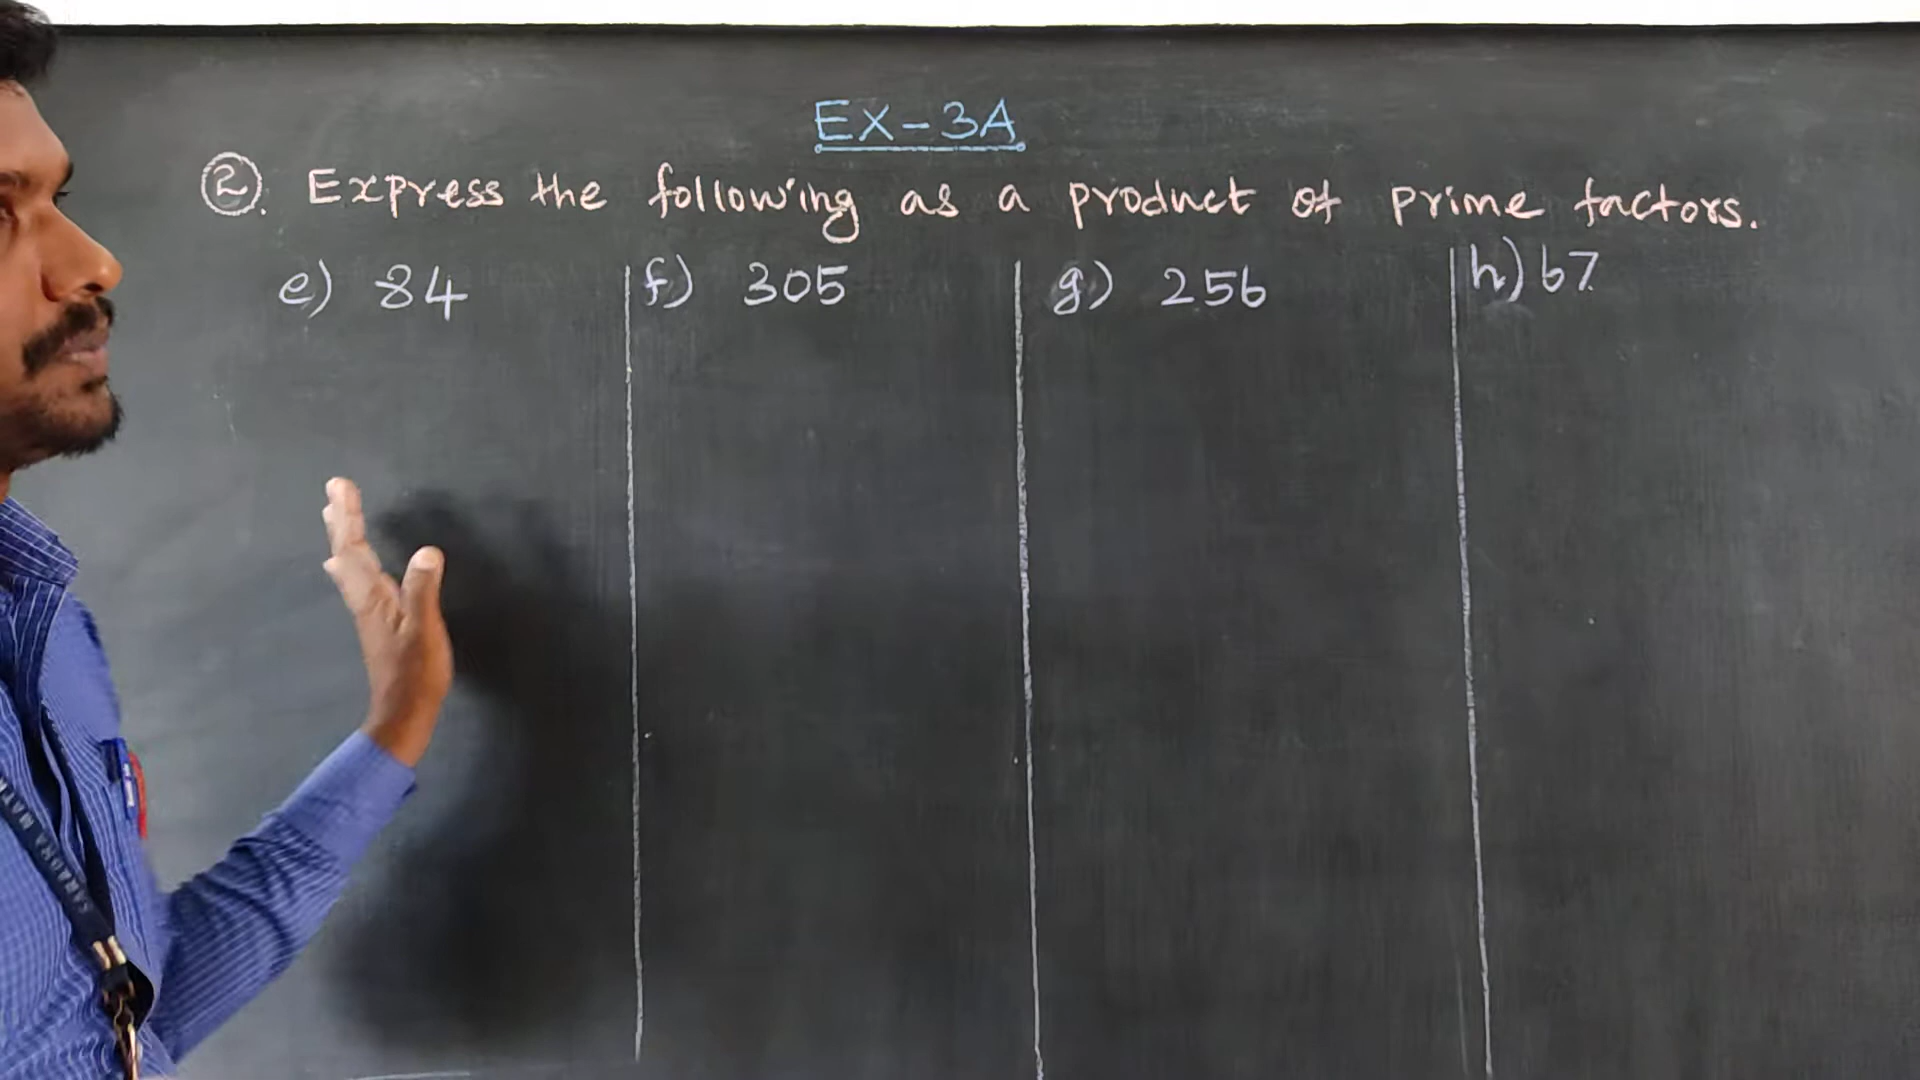 EX-3A
2. Express the following as a product of prime factors.
e) 84 f) 305 g) 256 h) 67